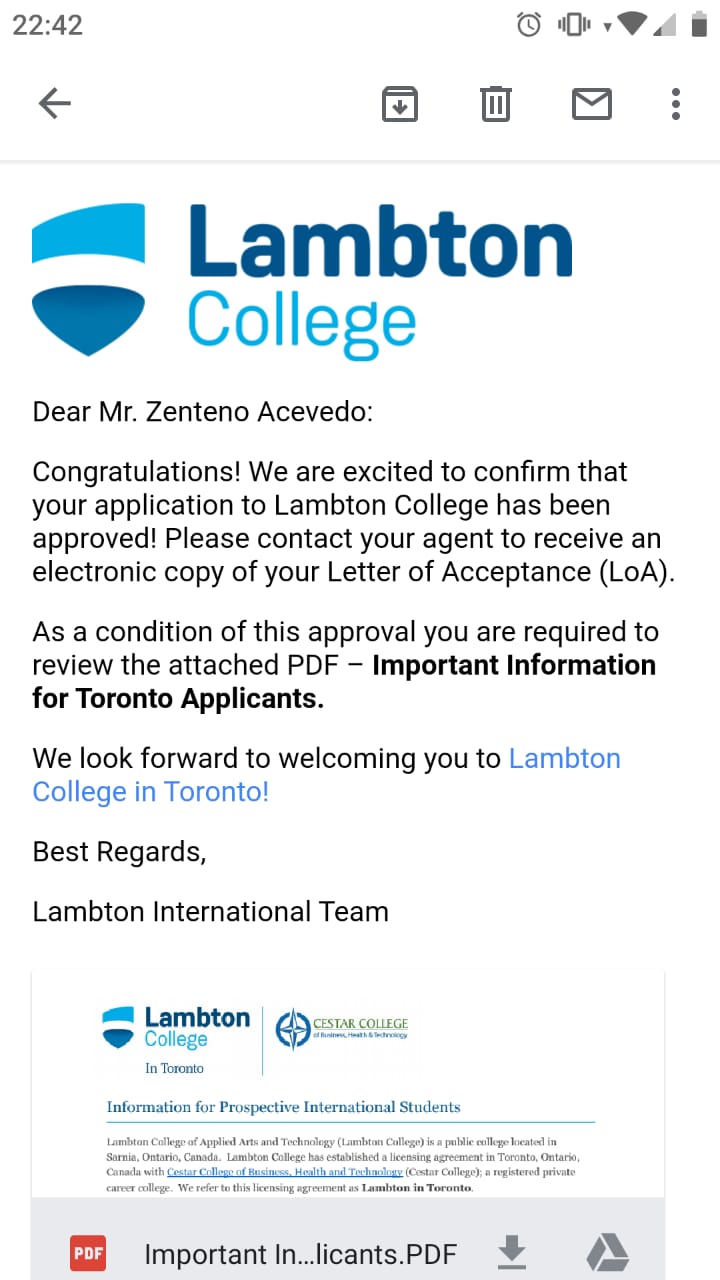 22:42
Lambton
College
Dear Mr. Zenteno Acevedo:
Congratulations! We are excited to confirm that
your application to Lambton College has been
approved! Please contact your agent to receive an
electronic copy of your Letter of Acceptance (LoA).
As a condition of this approval you are required to
review the attached PDF – Important Information
for Toronto Applicants.
We look forward to welcoming you to Lambton
College in Toronto!
Best Regards,
Lambton International Team
Lambton
College
In Toronto
CESTAR COLLEGE
of Business, Health & Technology
Information for Prospective International Students
Lambton College of Applied Arts and Technology (Lambton College) is a public college located in
Sarnia, Ontario, Canada. Lambton College has established a licensing agreement in Toronto, Ontario,
Canada with Cestar College of Business, Health and Technology (Cestar College); a registered private
career college. We refer to this licensing agreement as Lambton in Toronto.
PDF
Important In...licants.PDF